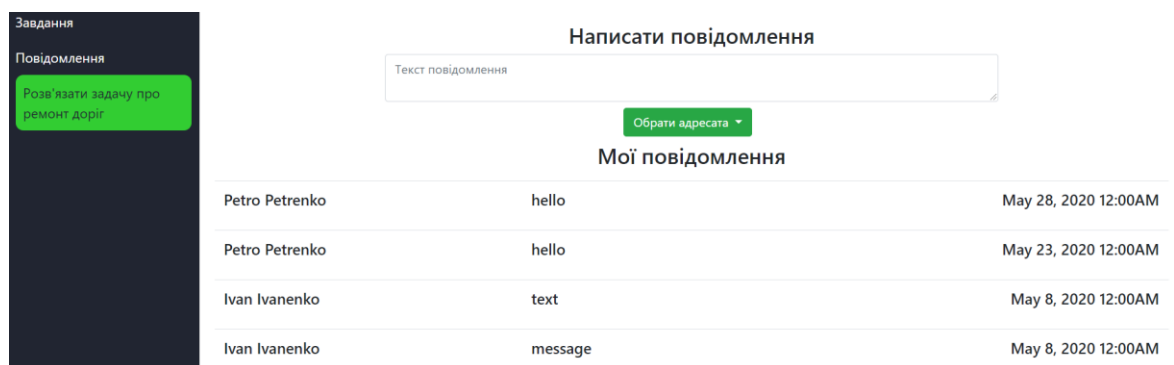 Завдання
Повідомлення
Розв'язати задачу про
ремонт доріг
Написати повідомлення
Текст повідомлення
Обрати адресата
Мої повідомлення
Petro Petrenko hello May 28, 2020 12:00AM
Petro Petrenko hello May 23, 2020 12:00AM
Ivan Ivanenko text May 8, 2020 12:00AM
Ivan Ivanenko message May 8, 2020 12:00AM